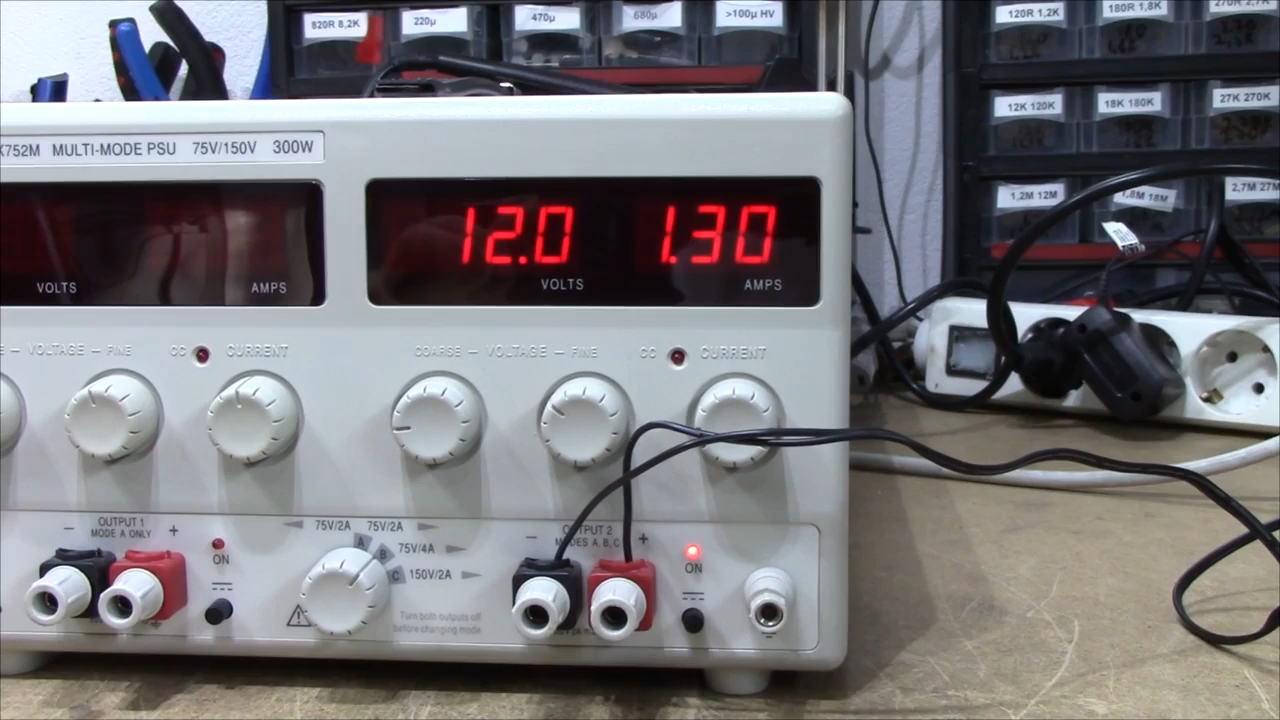 820R 8,2K
220µ
470µ
680µ
>100µ HV
120R 1,2K
180R 1,8K
12K 120K
18K 180K
27K 270K
1,2M 12M
1,8M 18M
2,7M 27M
752M MULTI-MODE PSU 75V/150V 300W
12.0 1.30
VOLTS AMPS
VOLTS AMPS
VOLTAGE FINE CC CURRENT
COARSE VOLTAGE FINE CC CURRENT
OUTPUT 1
MODE A ONLY
- +
ON
75V/2A 75V/2A
75V/4A
150V/2A
A B C
Turn both outputs off
before changing mode
OUTPUT 2
MODES A, B, C
- +
ON